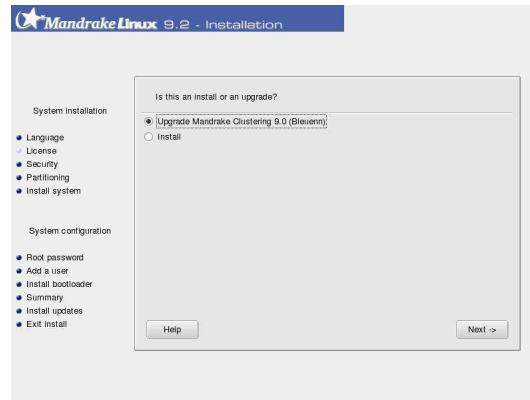 Mandrake Linux 9.2 - Installation
System installation
Language
License
Security
Partitioning
Install system
System configuration
Root password
Add a user
Install bootloader
Summary
Install updates
Exit install
Is this an install or an upgrade?
Upgrade Mandrake Clustering 9.0 (Bleuenn)
Install
Help
Next ->